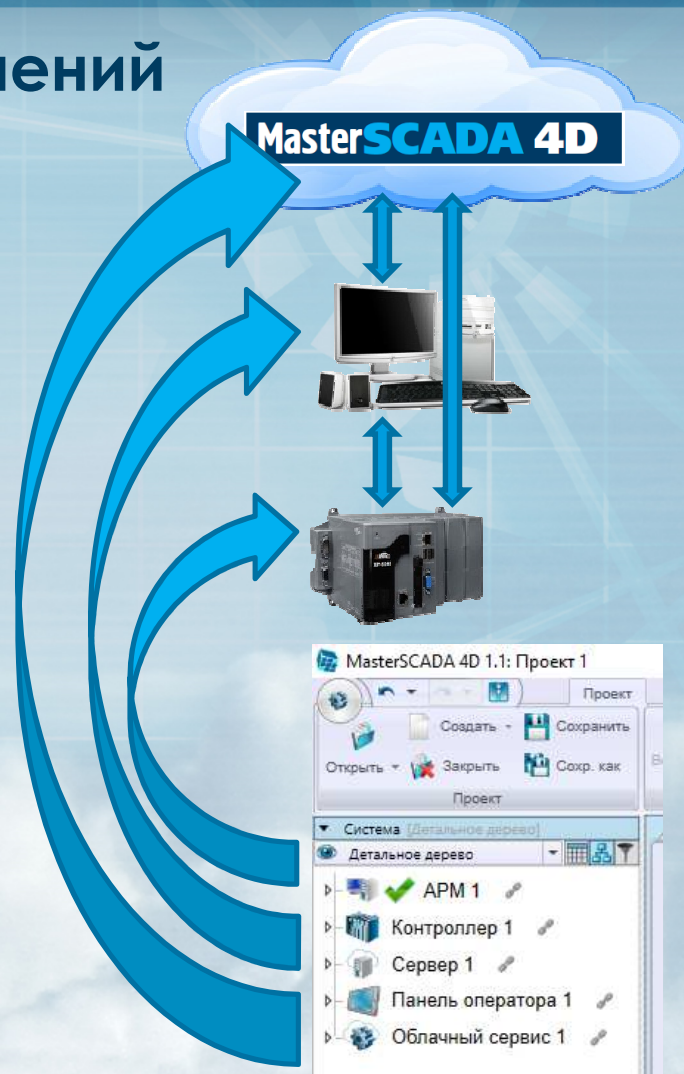 лений
MasterSCADA 4D
MasterSCADA 4D 1.1: Проект 1
Проект
Создать
Сохранить
Открыть
Закрыть
Сохр. как
Проект
Система [Детальное дерево]
Детальное дерево
АРМ 1
Контроллер 1
Сервер 1
Панель оператора 1
Облачный сервис 1